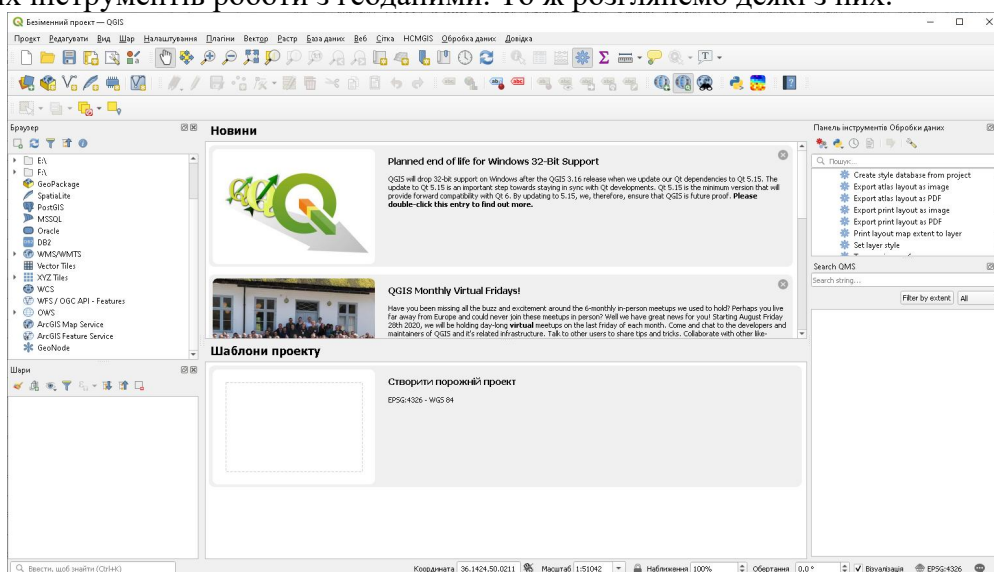 х інструментів роботи з геоданими. То ж розглянемо деякі з них.
Безіменний проект — QGIS
Проект Редагувати Вид Шар Налаштування Плагіни Вектор Растр База даних Веб Сітка HCMGIS Обробка даних Довідка
Браузер
E:\
F:\
GeoPackage
SpatiaLite
PostGIS
MSSQL
Oracle
DB2
WMS/WMTS
Vector Tiles
XYZ Tiles
WCS
WFS / OGC API - Features
OWS
ArcGIS Map Service
ArcGIS Feature Service
GeoNode
Шари
Новини
Planned end of life for Windows 32-Bit Support
QGIS will drop 32-bit support on Windows after the QGIS 3.16 release when we update our Qt dependencies to Qt 5.15. The
update to Qt 5.15 is an important step towards staying in sync with Qt developments. Qt 5.15 is the minimum version that will
provide forward compatibility with Qt 6. By updating to 5.15, we, therefore, ensure that QGIS is future proof. Please
double-click this entry to find out more.
QGIS Monthly Virtual Fridays!
Have you been missing all the buzz and excitement around the 6-monthly in-person meetups we used to hold? Perhaps you live
far away from Europe and could never join these meetups in person? Well we have great news for you! Starting August Friday
28th 2020, we will be holding day-long virtual meetups on the last friday of each month. Come and chat to the developers and
maintainers of QGIS and it's related infrastructure. Talk to other users to share tips and tricks. Collaborate with other like-
Шаблони проекту
Створити порожній проект
EPSG:4326 - WGS 84
Панель інструментів Обробки даних
Пошук...
Create style database from project
Export atlas layout as image
Export atlas layout as PDF
Export print layout as image
Export print layout as PDF
Print layout map extent to layer
Set layer style
Search QMS
Search string...
Filter by extent All
Ввести, щоб знайти (Ctrl+K) Координата 36.1424,50.0211 Масштаб 1:51042 Наближення 100% Обертання 0,0 ° Візуалізація EPSG:4326